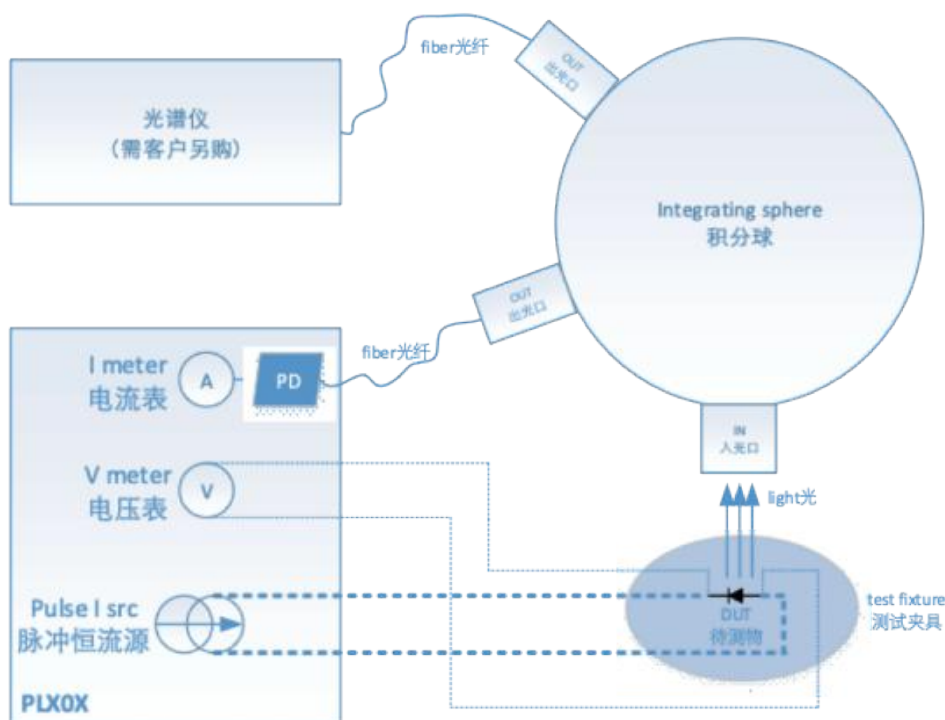 fiber光纤
OUT
出光口
光谱仪
(需客户另购)
Integrating sphere
积分球
OUT
出光口
fiber光纤
I meter
电流表
A
PD
IN
入光口
V meter
电压表
V
light光
Pulse I src
脉冲恒流源
DUT
待测物
test fixture
测试夹具
PLX0X